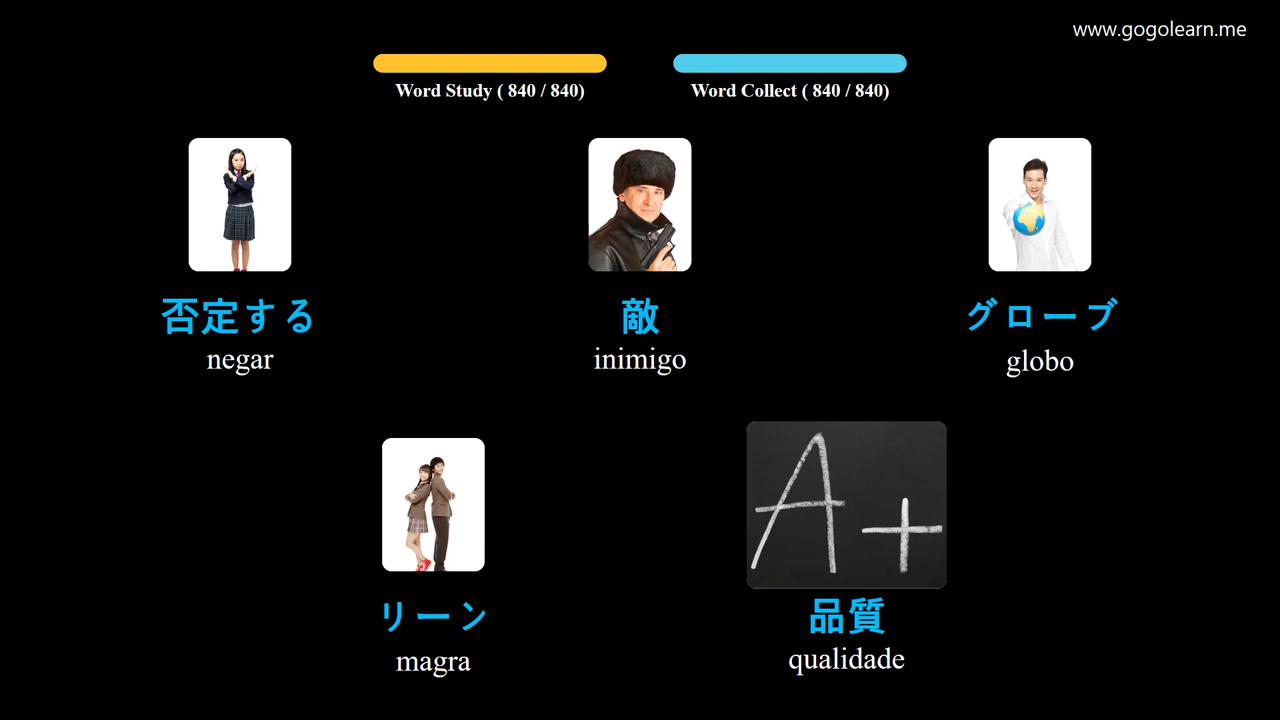 www.gogolearn.me
Word Study ( 840 / 840)
Word Collect ( 840 / 840)
否定する
negar
敵
inimigo
グローブ
globo
リーン
magra
A+
品質
qualidade